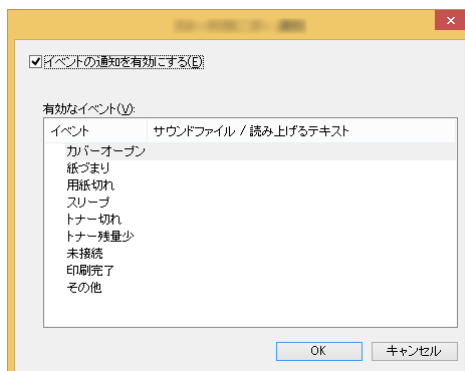 イベントの通知を有効にする(E)
有効なイベント(V):
イベント サウンドファイル / 読み上げるテキスト
カバーオープン
紙づまり
用紙切れ
スリープ
トナー切れ
トナー残量少
未接続
印刷完了
その他
OK キャンセル